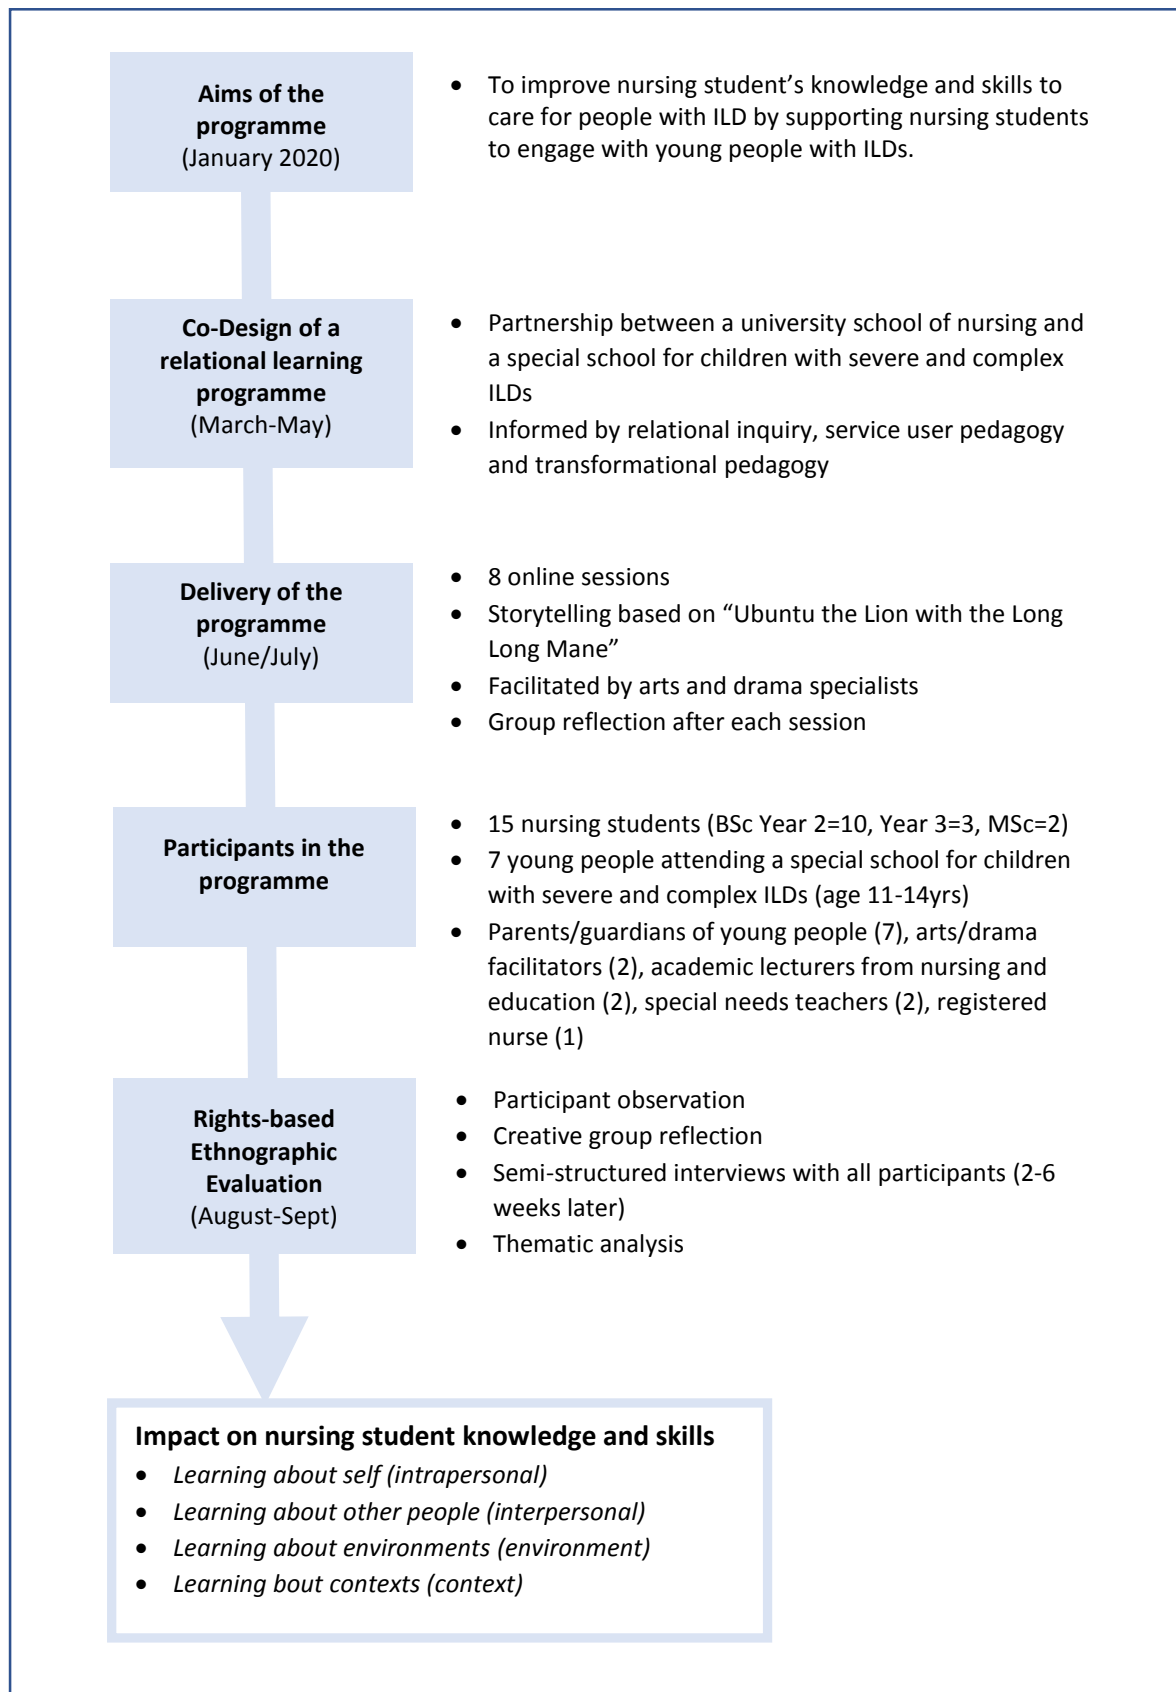 Aims of the
programme
(January 2020)
• To improve nursing student’s knowledge and skills to
care for people with ILD by supporting nursing students
to engage with young people with ILDs.
Co-Design of a
relational learning
programme
(March-May)
• Partnership between a university school of nursing and
a special school for children with severe and complex
ILDs
• Informed by relational inquiry, service user pedagogy
and transformational pedagogy
Delivery of the
programme
(June/July)
• 8 online sessions
• Storytelling based on “Ubuntu the Lion with the Long
Long Mane”
• Facilitated by arts and drama specialists
• Group reflection after each session
Participants in the
programme
• 15 nursing students (BSc Year 2=10, Year 3=3, MSc=2)
• 7 young people attending a special school for children
with severe and complex ILDs (age 11-14yrs)
• Parents/guardians of young people (7), arts/drama
facilitators (2), academic lecturers from nursing and
education (2), special needs teachers (2), registered
nurse (1)
Rights-based
Ethnographic
Evaluation
(August-Sept)
• Participant observation
• Creative group reflection
• Semi-structured interviews with all participants (2-6
weeks later)
• Thematic analysis
Impact on nursing student knowledge and skills
• Learning about self (intrapersonal)
• Learning about other people (interpersonal)
• Learning about environments (environment)
• Learning bout contexts (context)